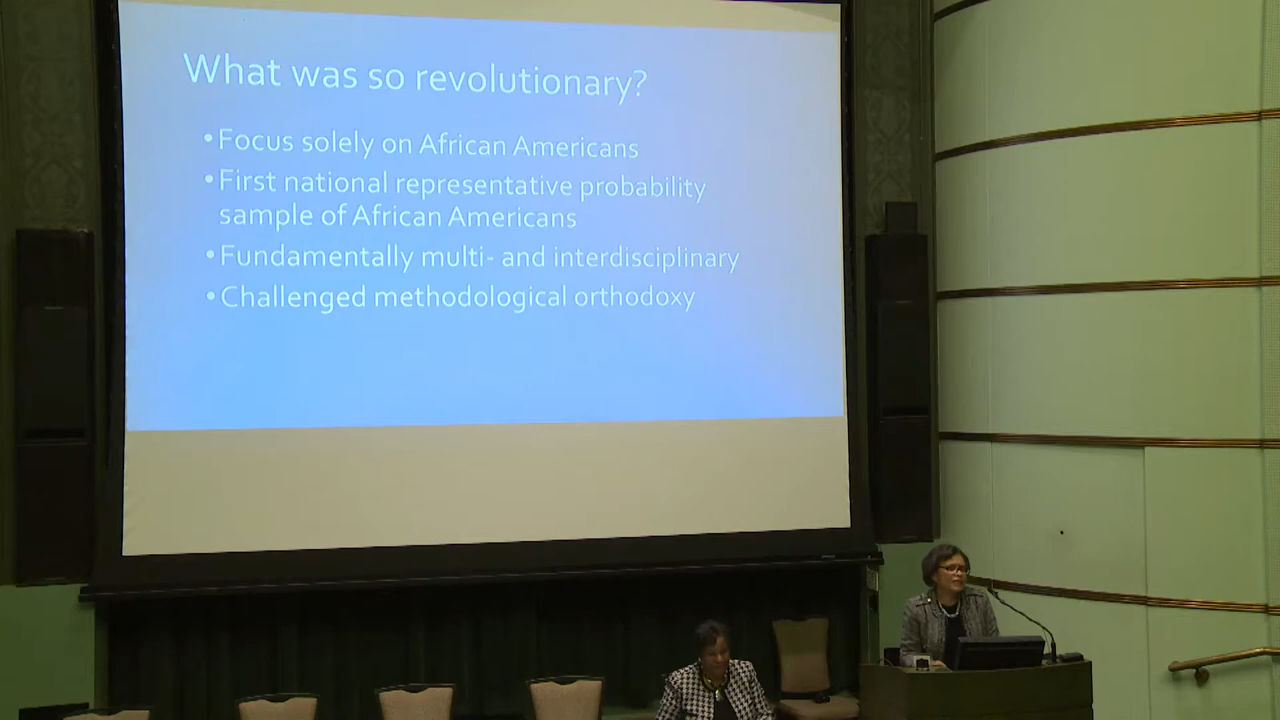 What was so revolutionary?
•Focus solely on African Americans
•First national representative probability
sample of African Americans
•Fundamentally multi- and interdisciplinary
•Challenged methodological orthodoxy